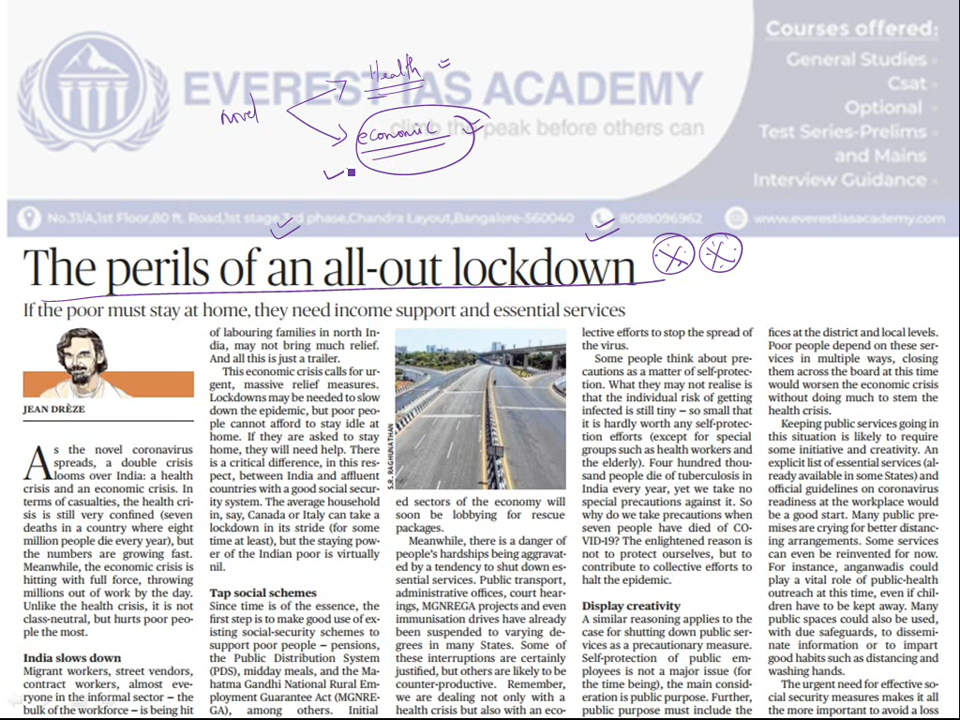 Courses offered:
General Studies
Csat
Optional
Test Series-Prelims
and Mains
Interview Guidance
EVERESTIAS ACADEMY
climb the peak before others can
Novel
Health
economic
No.31/A,1st Floor,80 ft. Road,1st stage,2nd phase,Chandra Layout,Bangalore-560040
8088096962
www.everestiasacademy.com
The perils of an all-out lockdown
If the poor must stay at home, they need income support and essential services
JEAN DRÈZE
As the novel coronavirus
spreads, a double crisis
looms over India: a health
crisis and an economic crisis. In
terms of casualties, the health cri-
sis is still very confined (seven
deaths in a country where eight
million people die every year), but
the numbers are growing fast.
Meanwhile, the economic crisis is
hitting with full force, throwing
millions out of work by the day.
Unlike the health crisis, it is not
class-neutral, but hurts poor peo-
ple the most.
India slows down
Migrant workers, street vendors,
contract workers, almost eve-
ryone in the informal sector – the
bulk of the workforce – is being hit
of labouring families in north In-
dia, may not bring much relief.
And all this is just a trailer.
This economic crisis calls for ur-
gent, massive relief measures.
Lockdowns may be needed to slow
down the epidemic, but poor peo-
ple cannot afford to stay idle at
home. If they are asked to stay
home, they will need help. There
is a critical difference, in this res-
pect, between India and affluent
countries with a good social secur-
ity system. The average household
in, say, Canada or Italy can take a
lockdown in its stride (for some
time at least), but the staying pow-
er of the Indian poor is virtually
nil.
Tap social schemes
Since time is of the essence, the
first step is to make good use of ex-
isting social-security schemes to
support poor people – pensions,
the Public Distribution System
(PDS), midday meals, and the Ma-
hatma Gandhi National Rural Em-
ployment Guarantee Act (MGNRE-
GA), among others. Initial
S.R. RAGHUNATHAN
ed sectors of the economy will
soon be lobbying for rescue
packages.
Meanwhile, there is a danger of
people's hardships being aggravat-
ed by a tendency to shut down es-
sential services. Public transport,
administrative offices, court hear-
ings, MGNREGA projects and even
immunisation drives have already
been suspended to varying de-
grees in many States. Some of
these interruptions are certainly
justified, but others are likely to be
counter-productive. Remember,
we are dealing not only with a
health crisis but also with an eco-
lective efforts to stop the spread of
the virus.
Some people think about pre-
cautions as a matter of self-protec-
tion. What they may not realise is
that the individual risk of getting
infected is still tiny – so small that
it is hardly worth any self-protec-
tion efforts (except for special
groups such as health workers and
the elderly). Four hundred thou-
sand people die of tuberculosis in
India every year, yet we take no
special precautions against it. So
why do we take precautions when
seven people have died of CO-
VID-19? The enlightened reason is
not to protect ourselves, but to
contribute to collective efforts to
halt the epidemic.
Display creativity
A similar reasoning applies to the
case for shutting down public ser-
vices as a precautionary measure.
Self-protection of public em-
ployees is not a major issue (for
the time being), the main consid-
eration is public purpose. Further,
public purpose must include the
fices at the district and local levels.
Poor people depend on these ser-
vices in multiple ways, closing
them across the board at this time
would worsen the economic crisis
without doing much to stem the
health crisis.
Keeping public services going in
this situation is likely to require
some initiative and creativity. An
explicit list of essential services (al-
ready available in some States) and
official guidelines on coronavirus
readiness at the workplace would
be a good start. Many public pre-
mises are crying for better distanc-
ing arrangements. Some services
can even be reinvented for now.
For instance, anganwadis could
play a vital role of public-health
outreach at this time, even if chil-
dren have to be kept away. Many
public spaces could also be used,
with due safeguards, to dissemi-
nate information or to impart
good habits such as distancing and
washing hands.
The urgent need for effective so-
cial security measures makes it all
the more important to avoid a loss